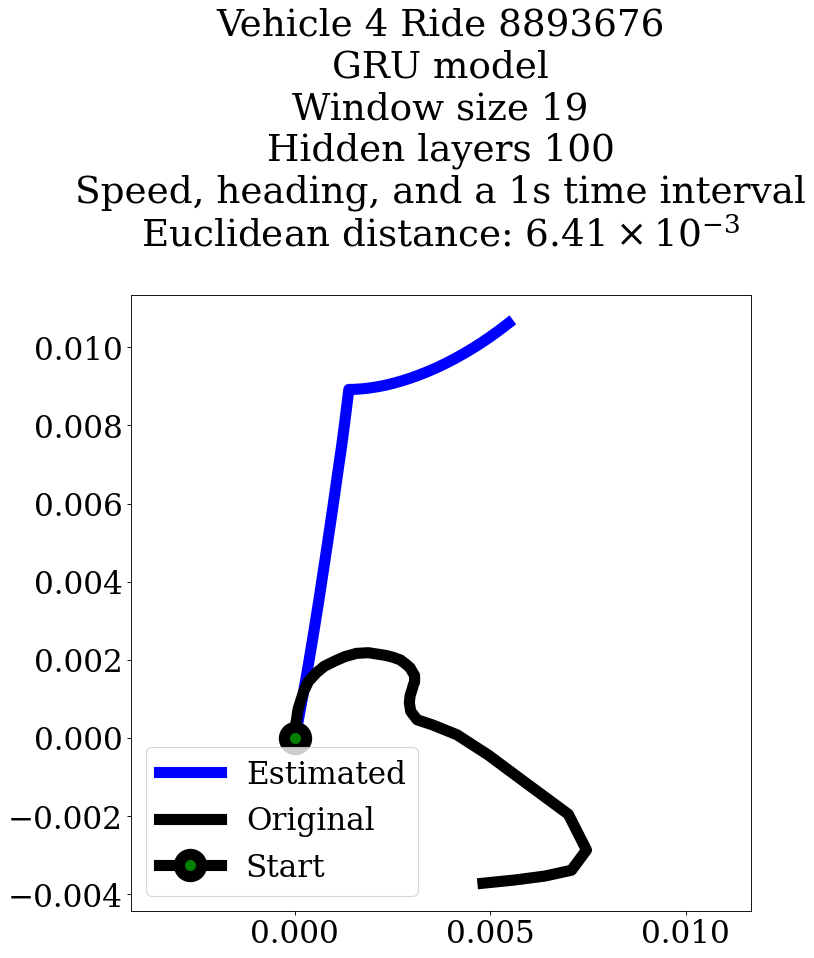 Vehicle 4 Ride 8893676
GRU model
Window size 19
Hidden layers 100
Speed, heading, and a 1s time interval
Euclidean distance: 6.41 × 10⁻³
0.010
0.008
0.006
0.004
0.002
0.000
−0.002
−0.004
Estimated
Original
Start
0.000 0.005 0.010